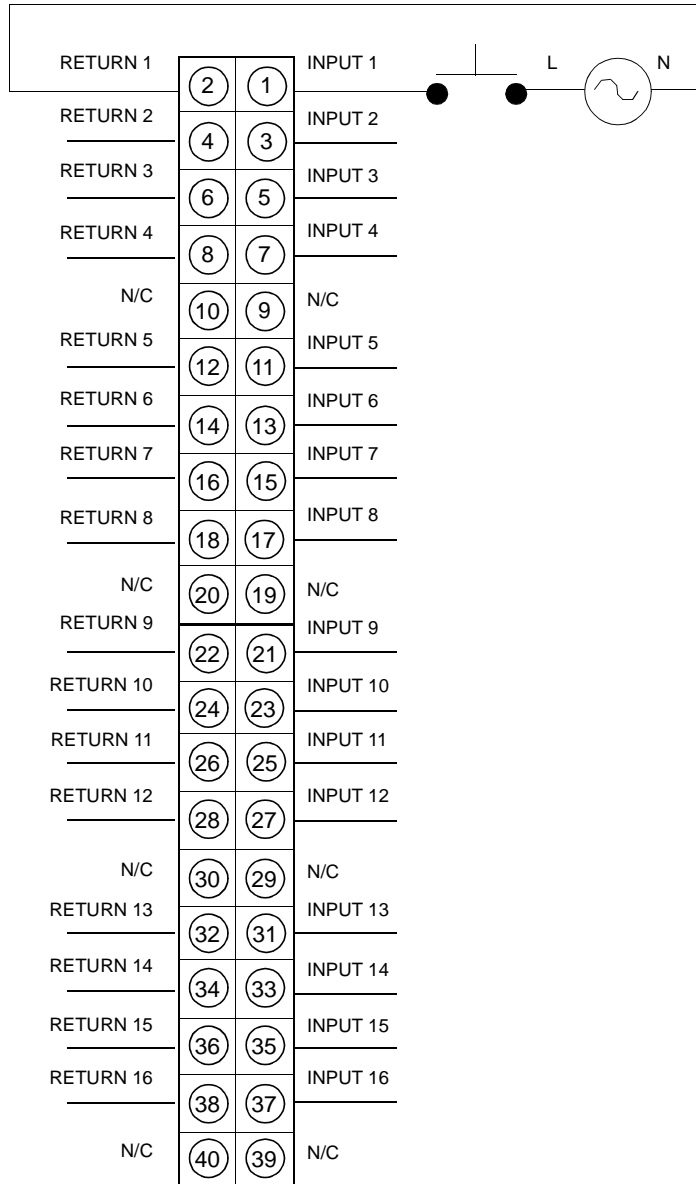 RETURN 1 2 1 INPUT 1 L N
RETURN 2 4 3 INPUT 2
RETURN 3 6 5 INPUT 3
RETURN 4 8 7 INPUT 4
N/C 10 9 N/C
RETURN 5 12 11 INPUT 5
RETURN 6 14 13 INPUT 6
RETURN 7 16 15 INPUT 7
RETURN 8 18 17 INPUT 8
N/C 20 19 N/C
RETURN 9 22 21 INPUT 9
RETURN 10 24 23 INPUT 10
RETURN 11 26 25 INPUT 11
RETURN 12 28 27 INPUT 12
N/C 30 29 N/C
RETURN 13 32 31 INPUT 13
RETURN 14 34 33 INPUT 14
RETURN 15 36 35 INPUT 15
RETURN 16 38 37 INPUT 16
N/C 40 39 N/C